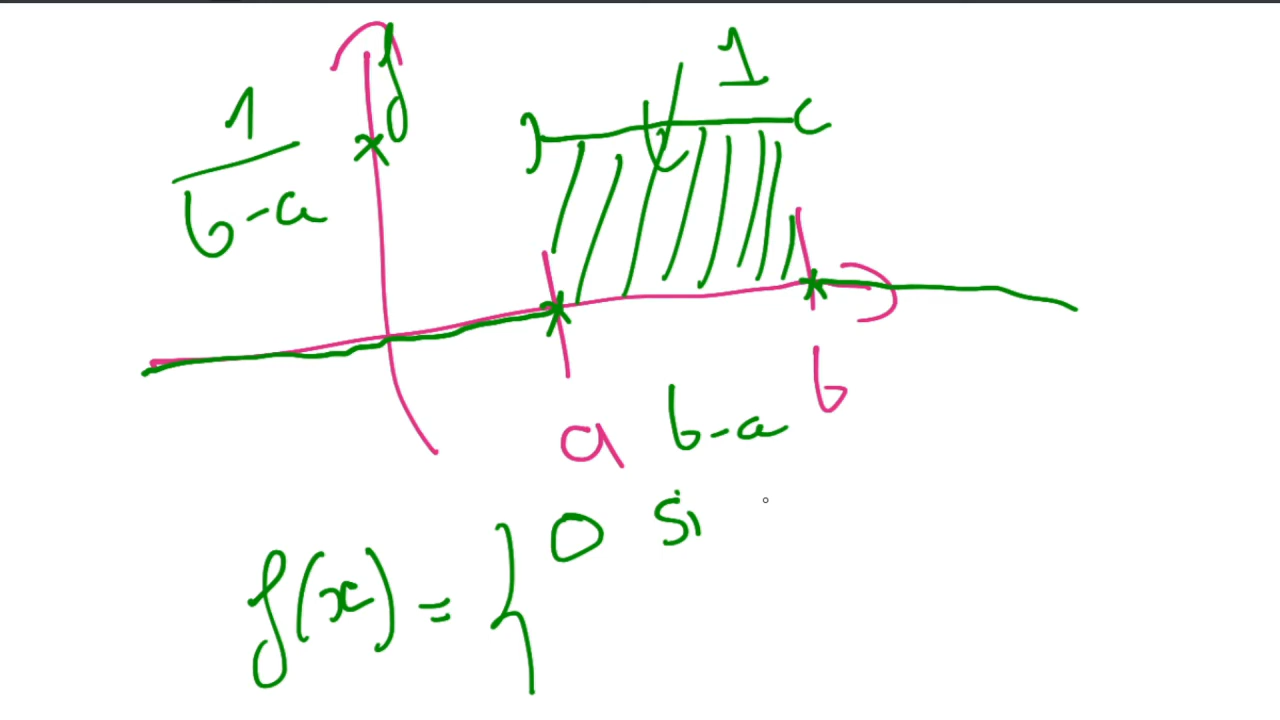 f
1
1
b-a
a
b-a
b
f(x) = { 0 si